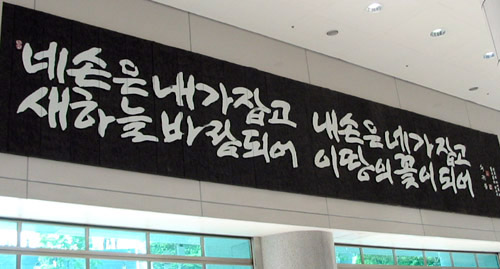 네 손은 내가 잡고
새하늘 바람되어
내 손은 네가 잡고
이땅의 꽃이 되어